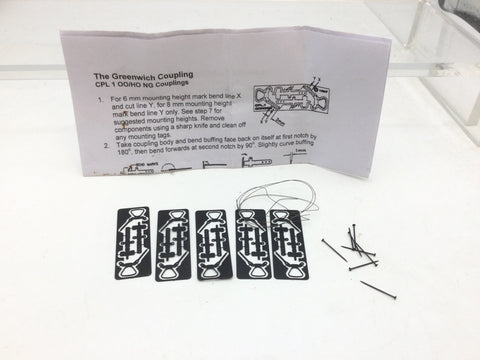 The Greenwich Coupling
CPL 1 OO/HO NG Couplings
1. For 6 mm mounting height mark bend line X
and cut line Y, for 8 mm mounting height
mark bend line Y only. See step 7 for
suggested mounting heights. Remove
components using a sharp knife and clean off
any mounting tags.
2. Take coupling body and bend buffing face back on itself at first notch by
180°, then bend forwards at second notch by 90°. Slightly curve buffing